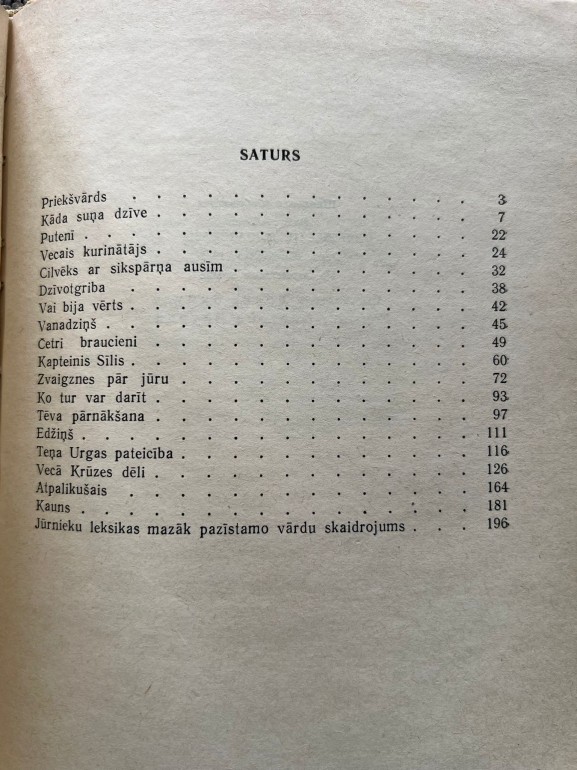 SATURS
Priekšvārds . . . . . . . . . . . . 3
Kāda suņa dzīve . . . . . . . . . . . . 7
Putenī . . . . . . . . . . . . . . . 22
Vecais kurinātājs . . . . . . . . . . . 24
Cilvēks ar sikspārņa ausīm . . . . . . . . . 32
Dzīvotgriba . . . . . . . . . . . . 38
Vai bija vērts . . . . . . . . . . . . . 42
Vanadziņš . . . . . . . . . . . . . 45
Četri braucieni . . . . . . . . . . . 49
Kapteinis Sīlis . . . . . . . . . . . . . 60
Zvaigznes pār jūru . . . . . . . . . . . 72
Ko tur var darīt . . . . . . . . . . . 93
Tēva pārnākšana . . . . . . . . . . . 97
Edžiņš . . . . . . . . . . . . . . 111
Teņa Urgas pateicība . . . . . . . . . . 116
Vecā Krūzes dēli . . . . . . . . . . . 126
Atpalikušais . . . . . . . . . . . . 164
Kauns . . . . . . . . . . . . . . 181
Jūrnieku leksikas mazāk pazīstamo vārdu skaidrojums . . . 196